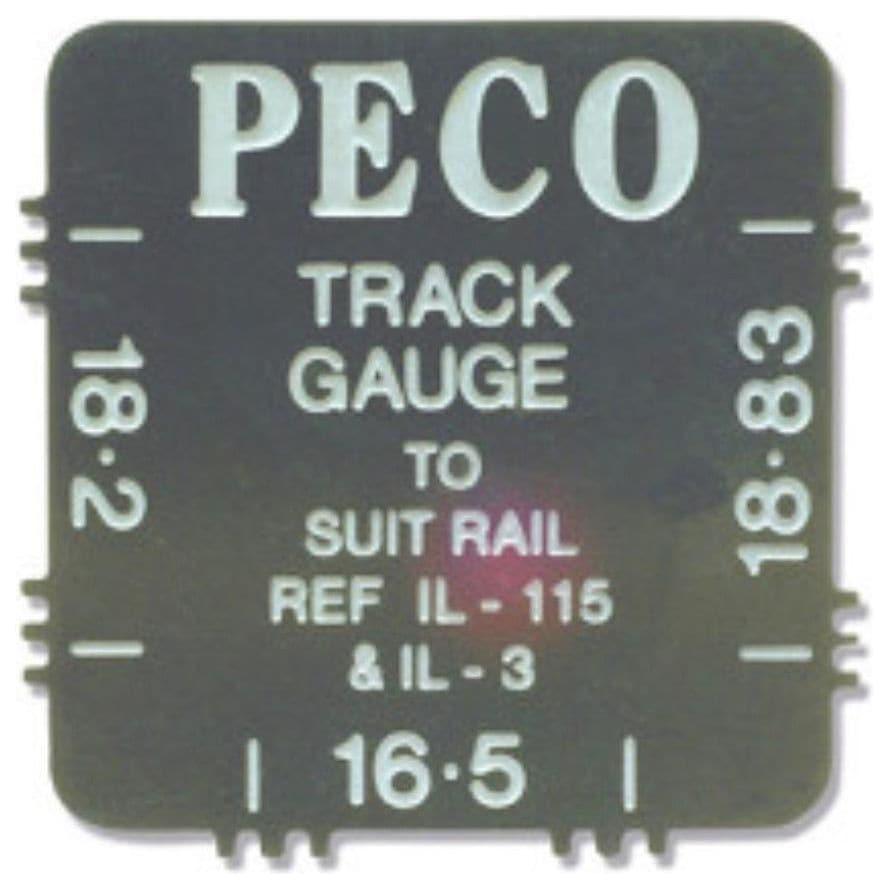 PECO
TRACK
GAUGE
TO
SUIT RAIL
REF IL - 115
& IL - 3
18·2
18·83
16·5